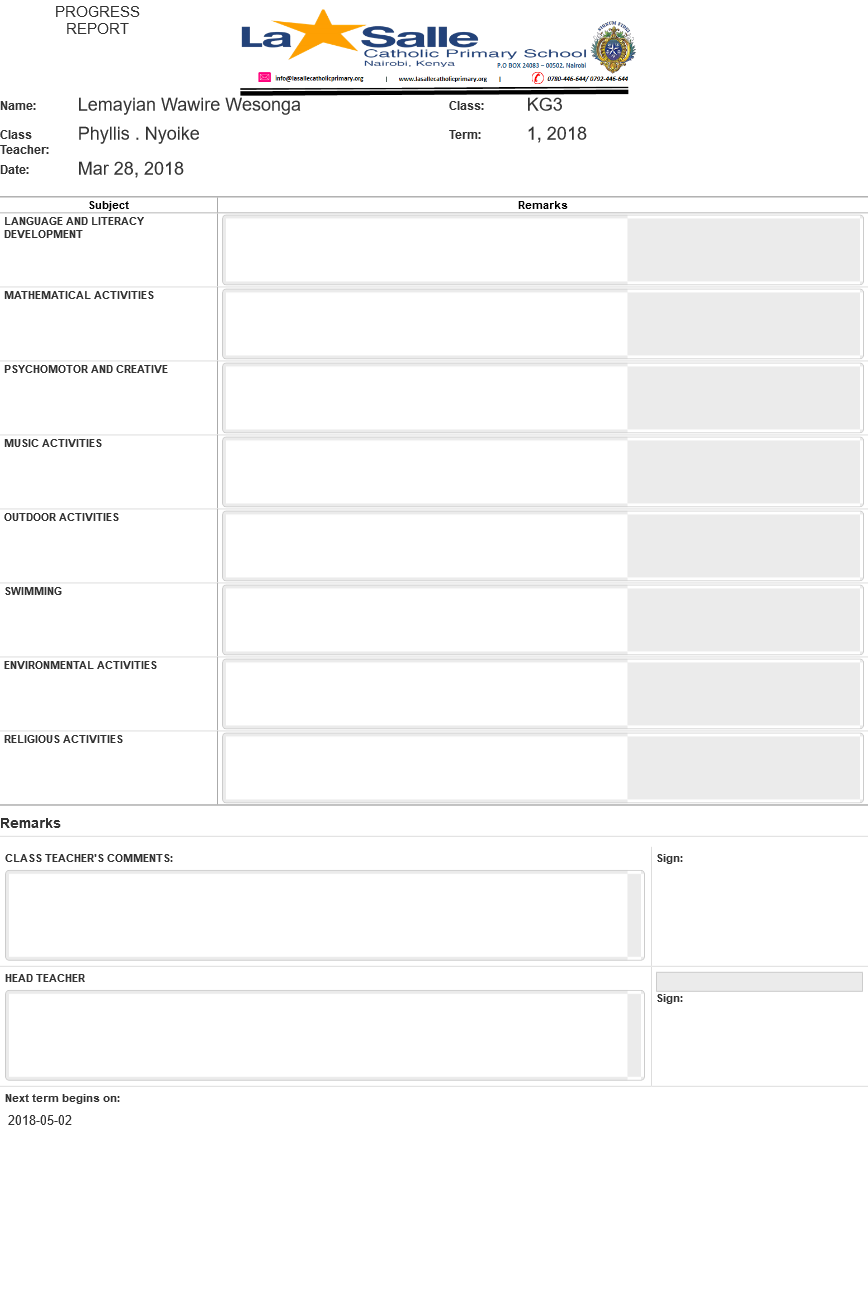 PROGRESS
REPORT
La Salle
Catholic Primary School
Nairobi, Kenya
P.O BOX 24083 – 00502, Nairobi
info@lasallecatholicprimary.org | www.lasallecatholicprimary.org | 0780-446-644/ 0792-446-644
Name: Lemayian Wawire Wesonga Class: KG3
Class Teacher: Phyllis . Nyoike Term: 1, 2018
Date: Mar 28, 2018
Subject Remarks
LANGUAGE AND LITERACY
DEVELOPMENT
MATHEMATICAL ACTIVITIES
PSYCHOMOTOR AND CREATIVE
MUSIC ACTIVITIES
OUTDOOR ACTIVITIES
SWIMMING
ENVIRONMENTAL ACTIVITIES
RELIGIOUS ACTIVITIES
Remarks
CLASS TEACHER'S COMMENTS: Sign:
HEAD TEACHER
Sign:
Next term begins on:
2018-05-02